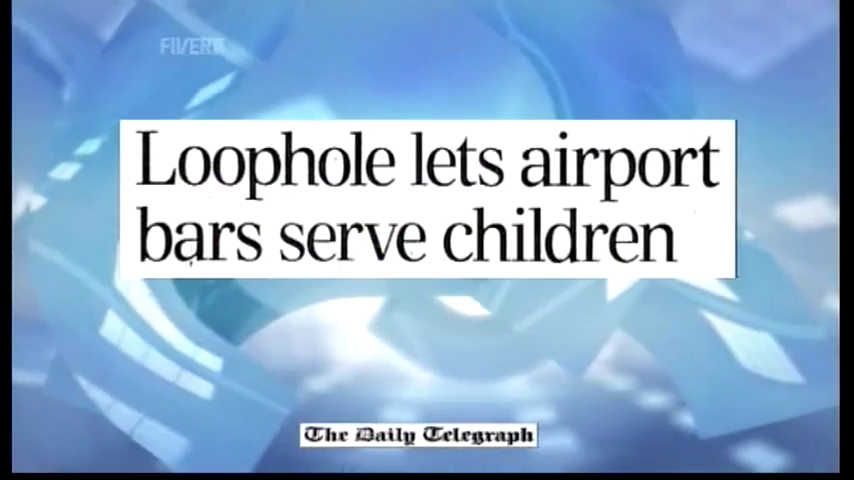 FIVER
Loophole lets airport
bars serve children
The Daily Telegraph